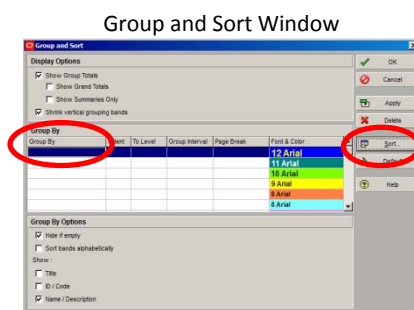 Group and Sort Window
Group and Sort
Display Options
Show Group Totals
Show Grand Totals
Show Summaries Only
Shrink vertical grouping bands
Group By
Group By Indent To Level Group Interval Page Break Font & Color
12 Arial
11 Arial
10 Arial
9 Arial
8 Arial
8 Arial
Group By Options
Hide if empty
Sort bands alphabetically
Show :
Title
ID / Code
Name / Description
OK
Cancel
Apply
Delete
Sort...
Default
Help